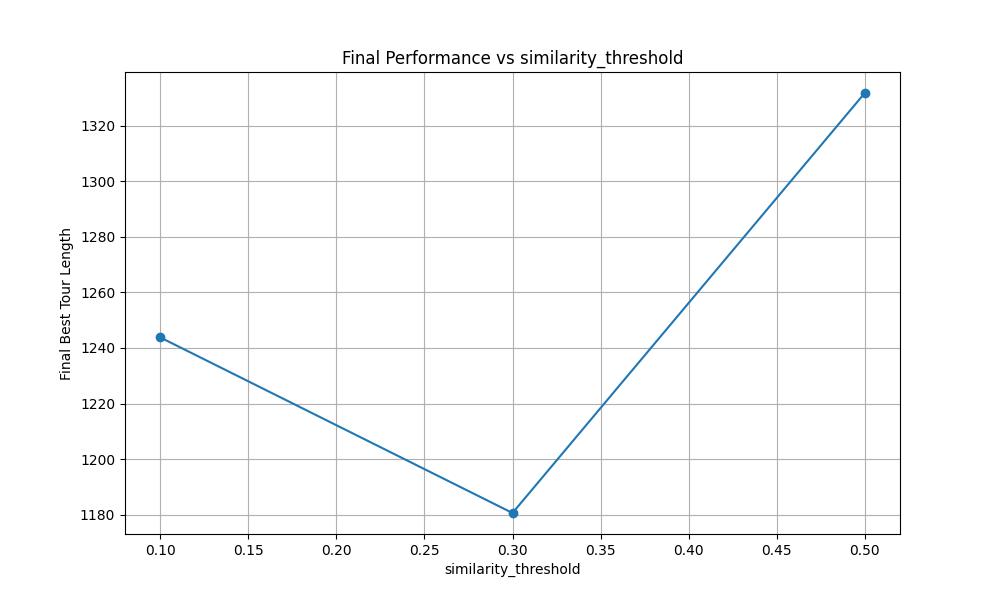 Final Performance vs similarity_threshold
Final Best Tour Length
1320
1300
1280
1260
1240
1220
1200
1180
0.10 0.15 0.20 0.25 0.30 0.35 0.40 0.45 0.50
similarity_threshold